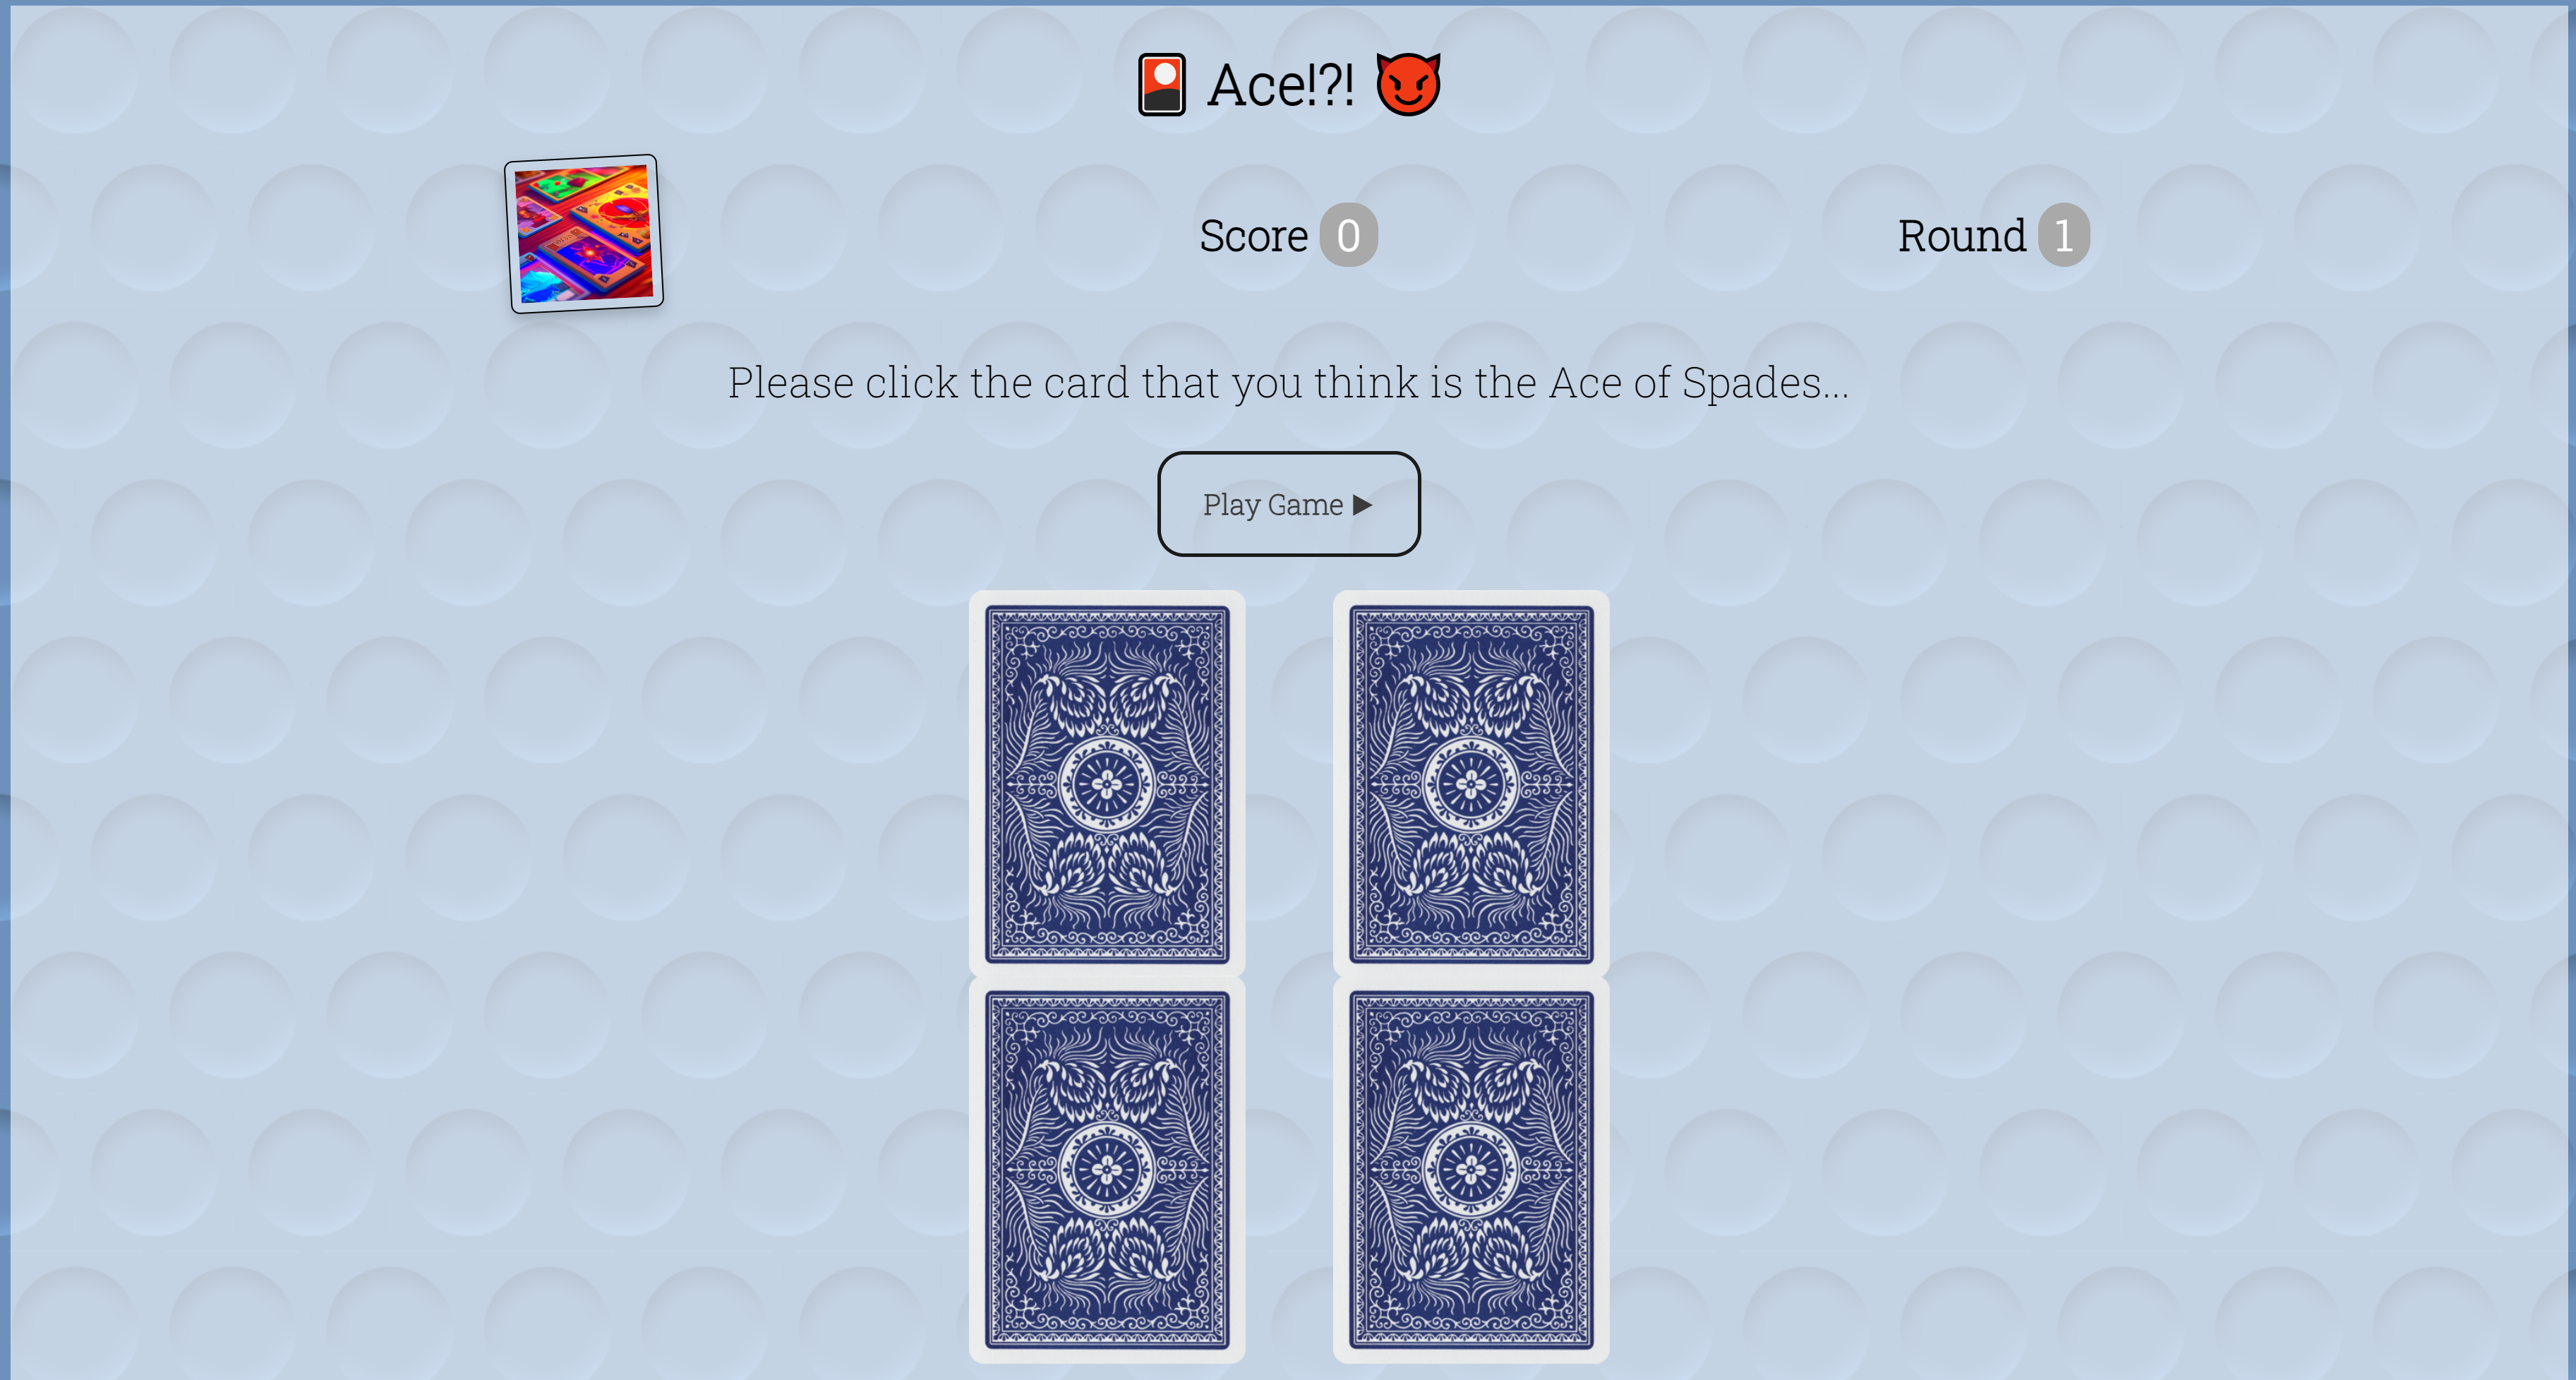 🎴 Ace!?! 😈
Score 0
Round 1
Please click the card that you think is the Ace of Spades...
Play Game ▶